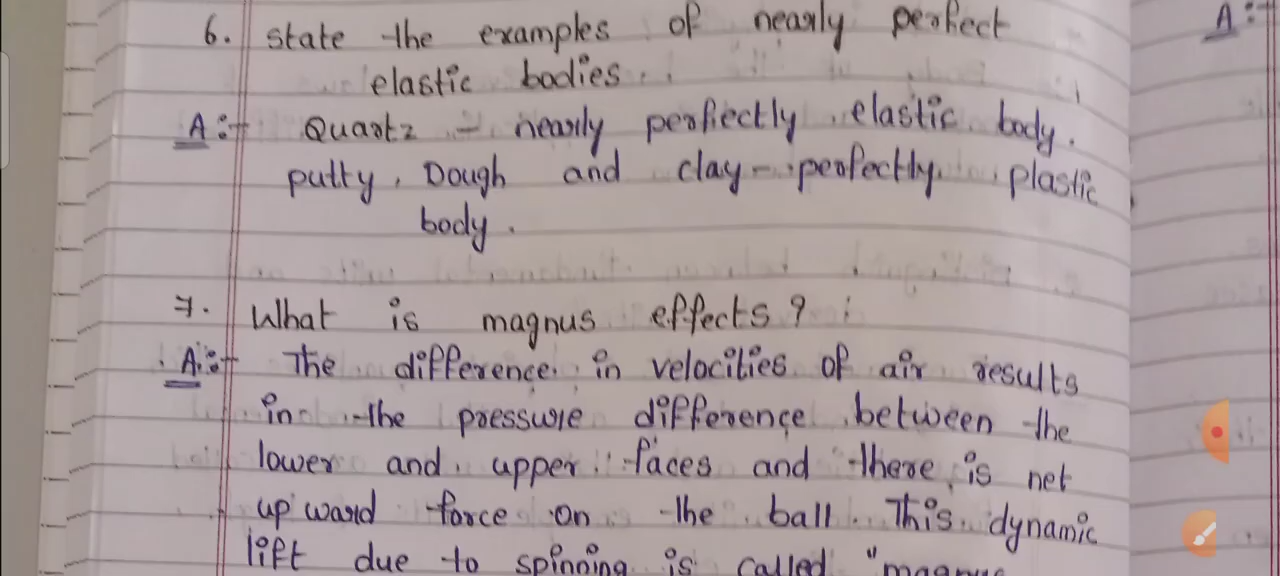 6. State the examples of nearly perfect
elastic bodies.
A:- Quartz - nearly perfectly elastic body.
putty, Dough and clay - perfectly plastic
body.
7. What is magnus effects?
A:- The difference in velocities of air results
in the pressure difference between the
lower and upper faces and there is net
up ward force on the ball. This dynamic
lift due to spinning is called "magnus
A:-